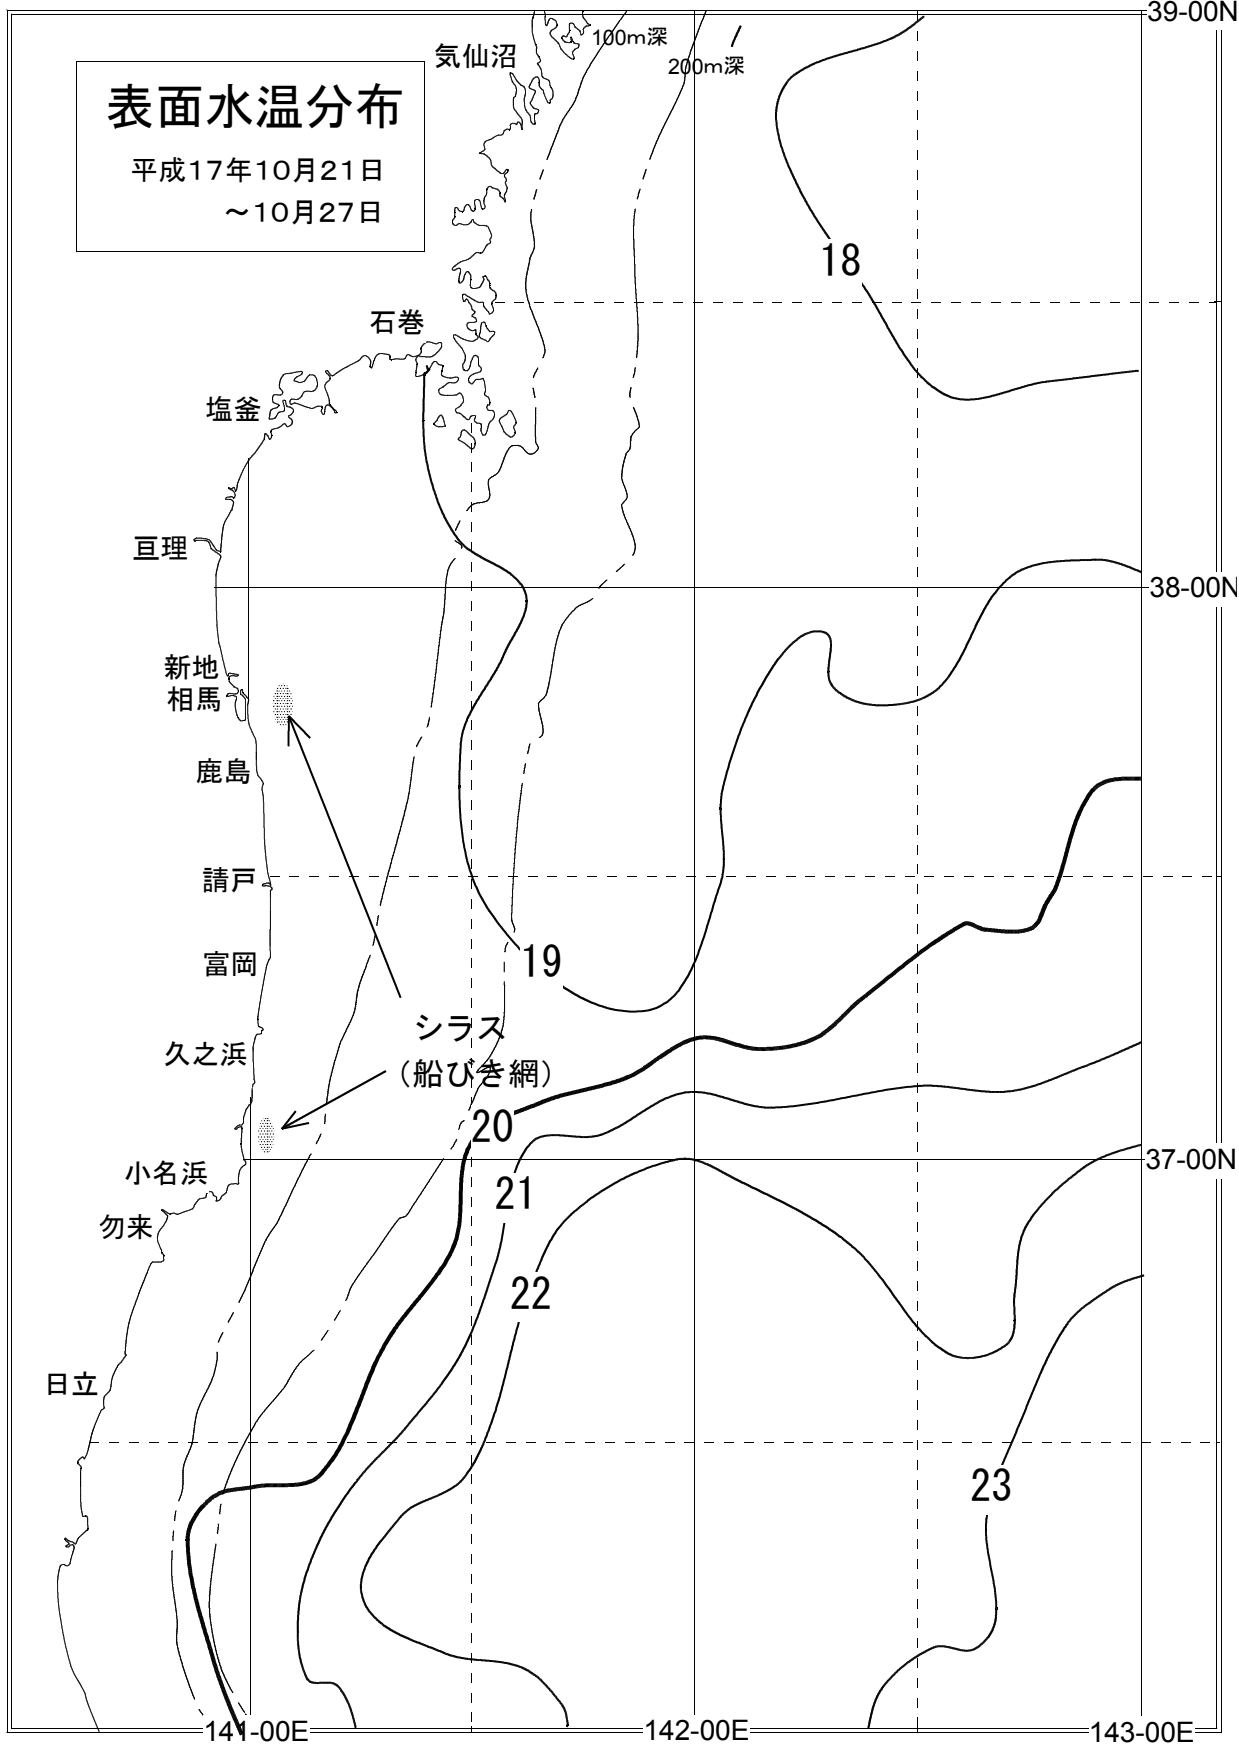 39-00N
100m深
気仙沼
200m深
表面水温分布
平成17年10月21日
～10月27日
18
石巻
塩釜
亘理
38-00N
新地
相馬
鹿島
請戸
富岡
19
シラス
久之浜
（船びき網）
20
37-00N
小名浜
21
勿来
22
日立
23
141-00E
142-00E
143-00E